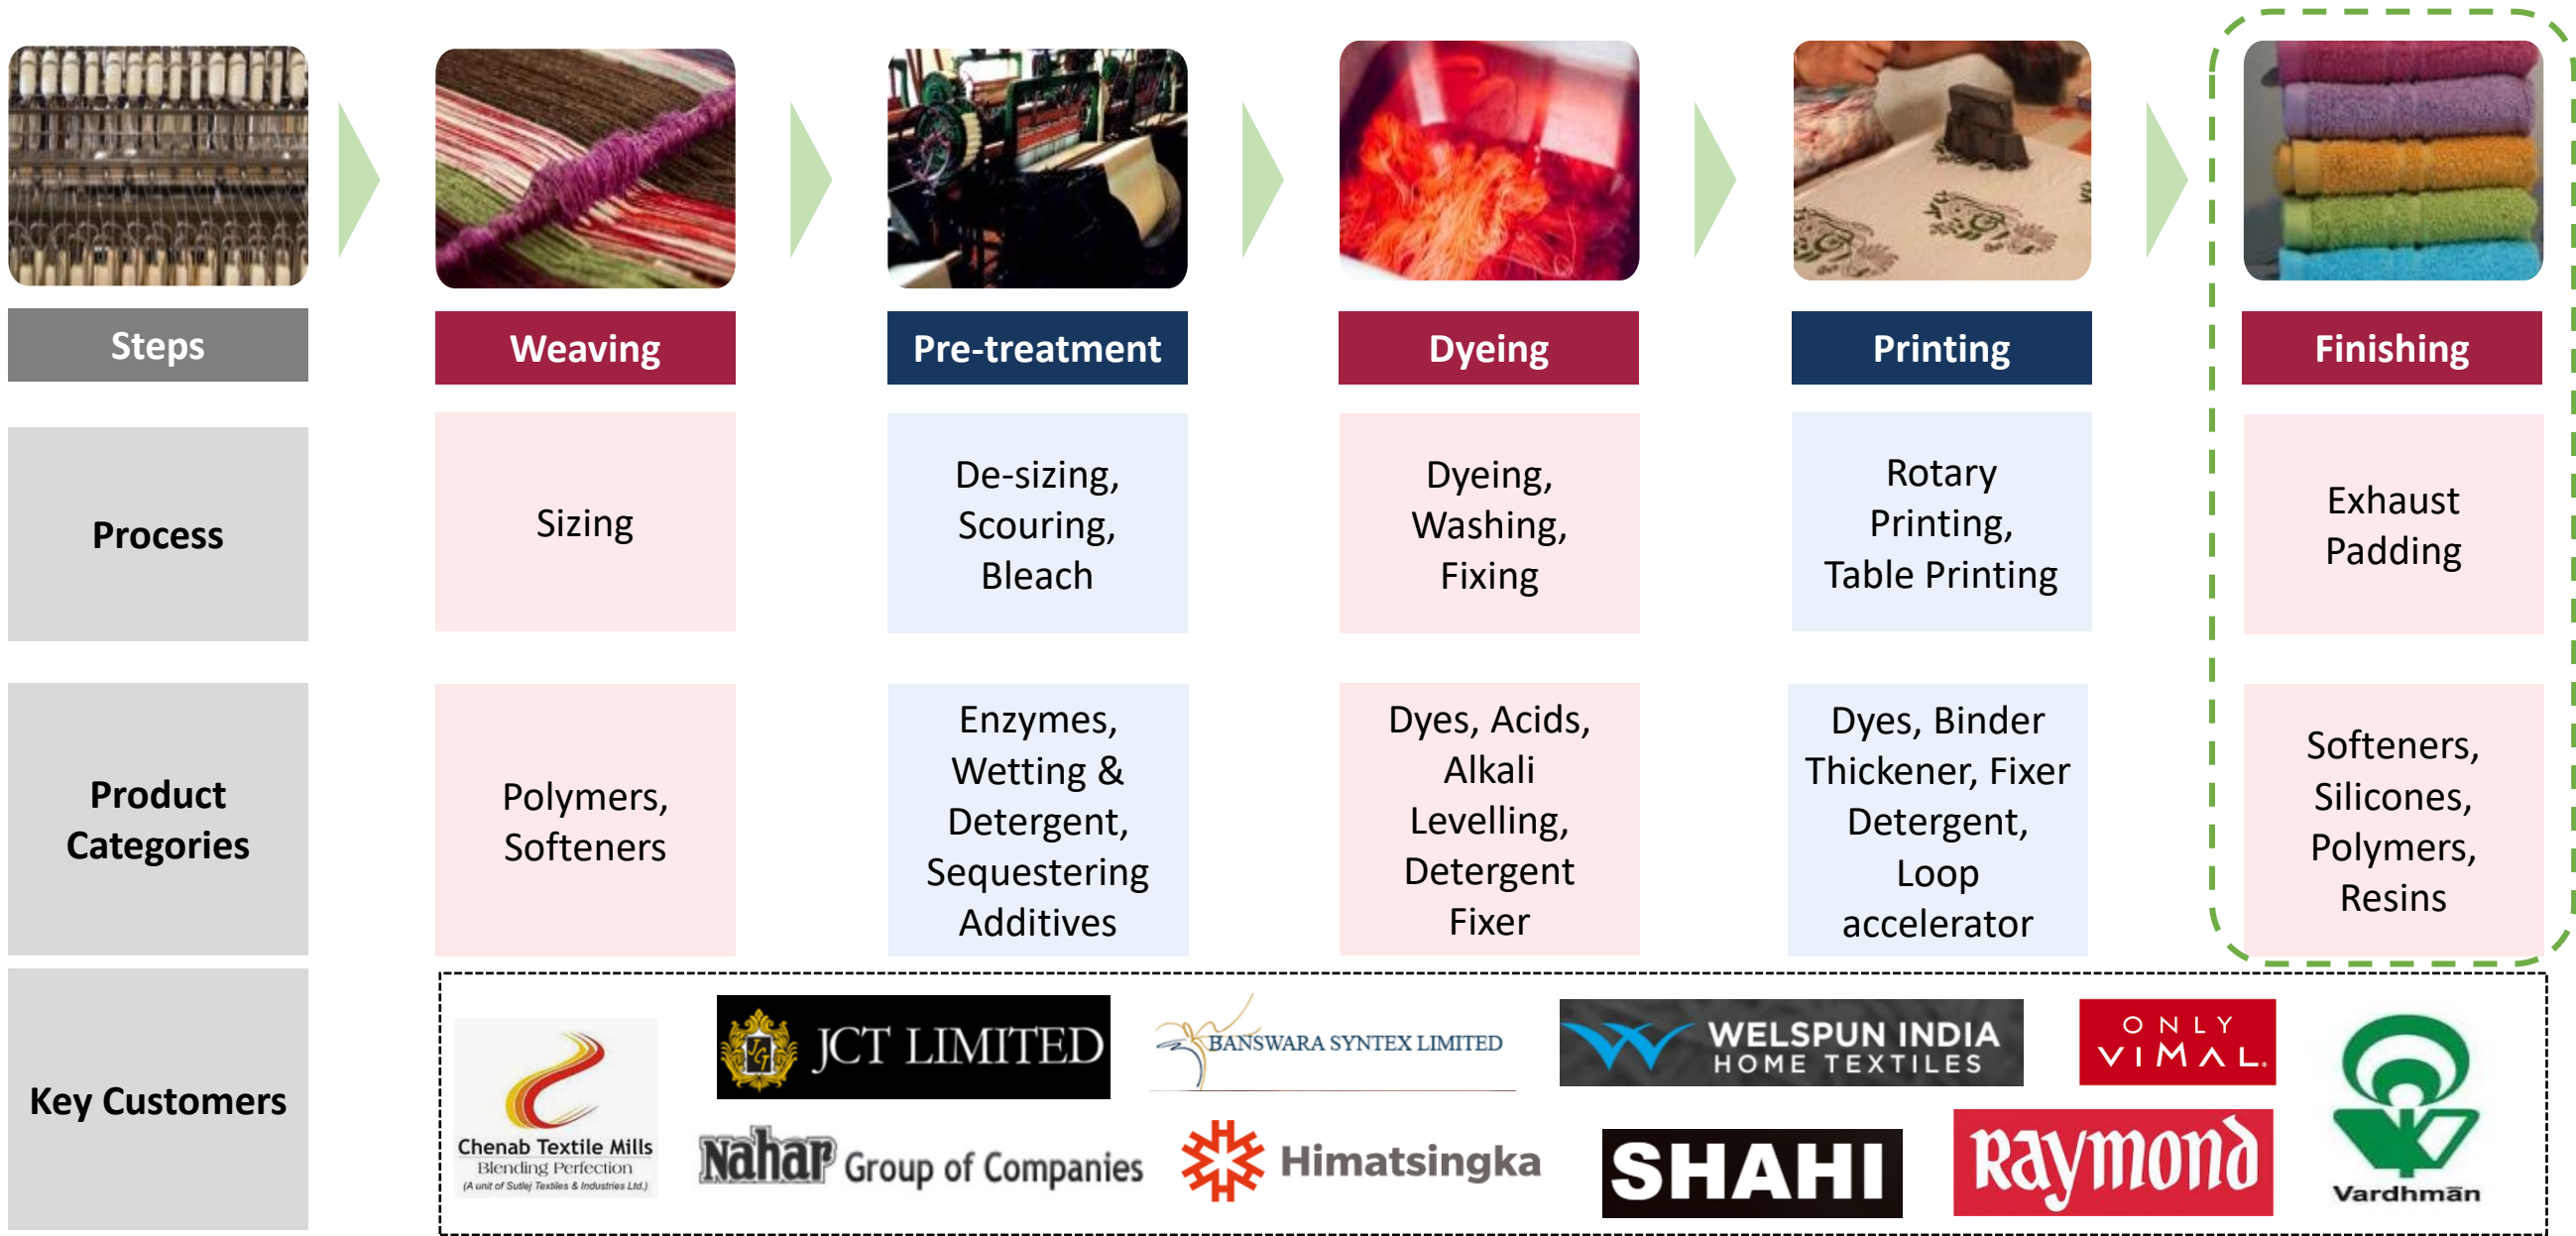 Steps
Weaving
Pre-treatment
Dyeing
Printing
Finishing
Process
Sizing
De-sizing,
Scouring,
Bleach
Dyeing,
Washing,
Fixing
Rotary
Printing,
Table Printing
Exhaust
Padding
Product
Categories
Polymers,
Softeners
Enzymes,
Wetting &
Detergent,
Sequestering
Additives
Dyes, Acids,
Alkali
Levelling,
Detergent
Fixer
Dyes, Binder
Thickener, Fixer
Detergent,
Loop
accelerator
Softeners,
Silicones,
Polymers,
Resins
Key Customers
Chenab Textile Mills
Blending Perfection
(A unit of Sutlej Textiles & Industries Ltd.)
JCT
JCT LIMITED
BANSWARA SYNTEX LIMITED
WELSPUN INDIA
HOME TEXTILES
ONLY
VIMAL.
Nahar Group of Companies
Himatsingka
SHAHI
Raymond
Vardhmān